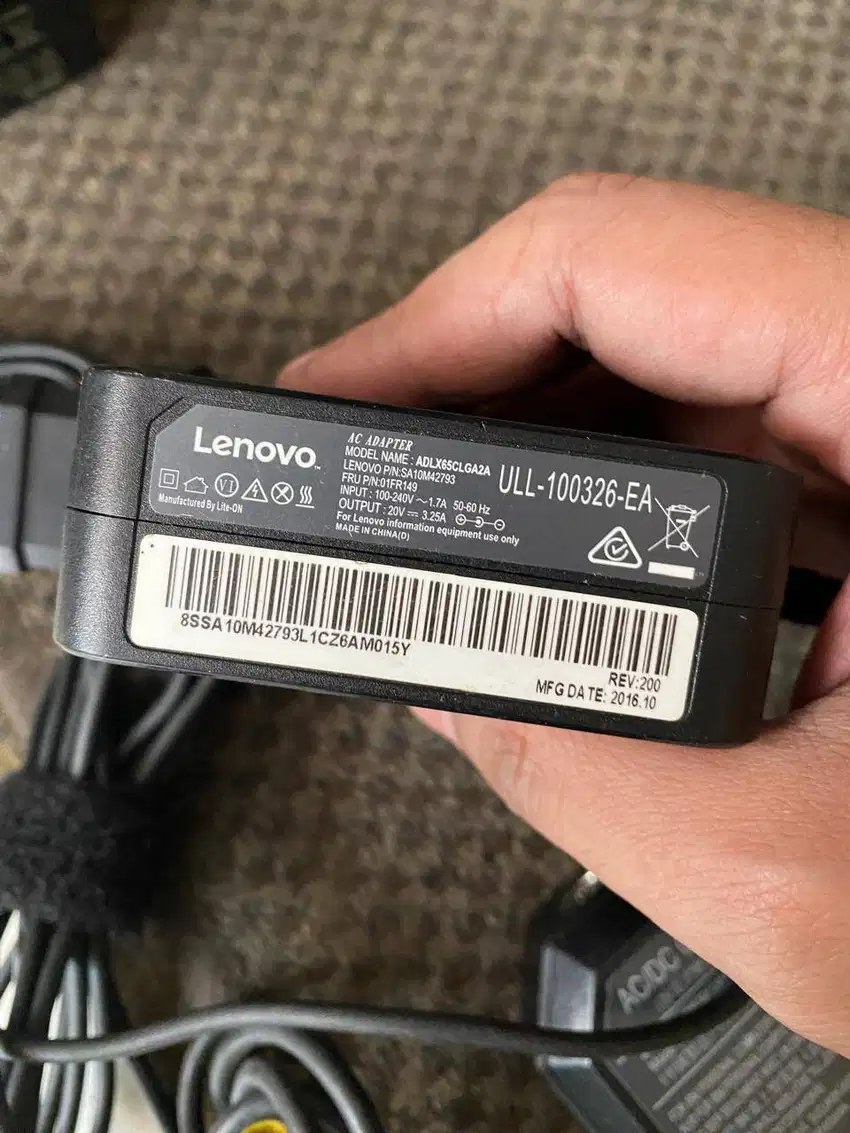 Lenovo™
AC ADAPTER
MODEL NAME : ADLX65CLGA2A
LENOVO P/N:SA10M42793
FRU P/N:01FR149
INPUT : 100-240V ～1.7A 50-60 Hz
OUTPUT : 20V ⎓ 3.25A
For Lenovo information equipment use only
MADE IN CHINA(D)
VI
Manufactured By Lite-ON
ULL-100326-EA
8SSA10M42793L1CZ6AM015Y
REV:200
MFG DATE: 2016.10
AC/DC